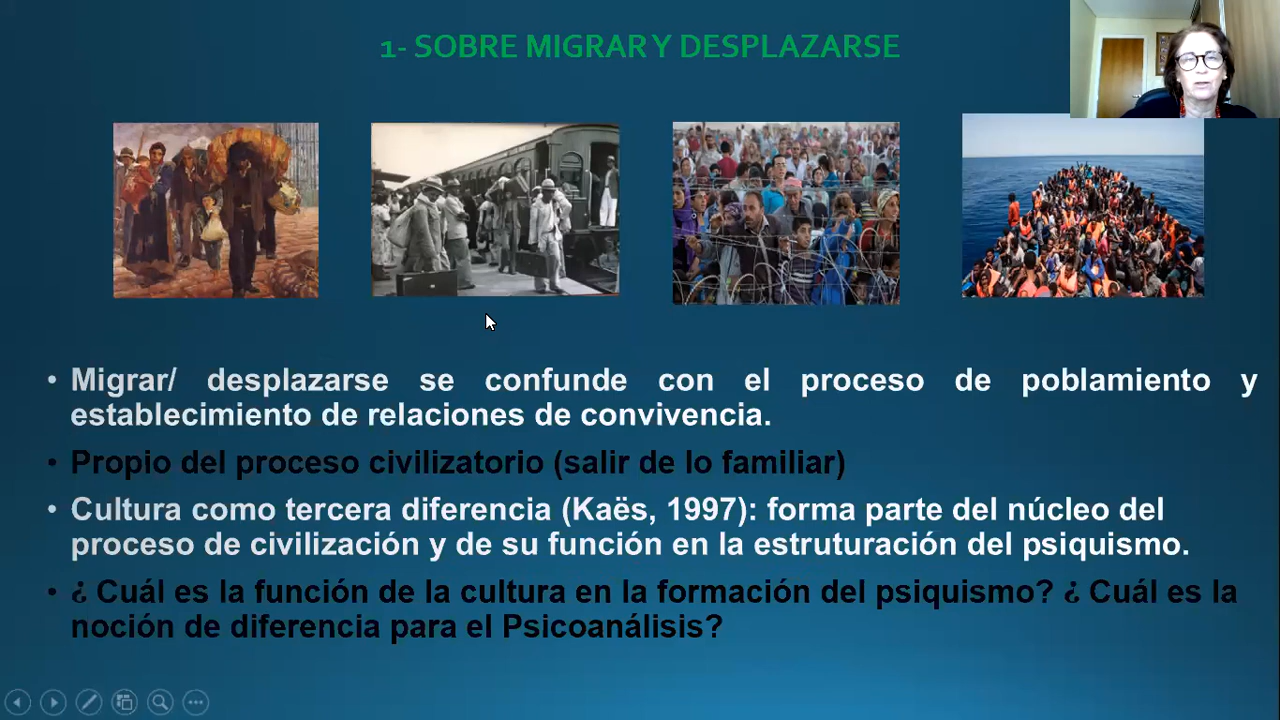 1- SOBRE MIGRAR Y DESPLAZARSE
• Migrar/ desplazarse se confunde con el proceso de poblamiento y
establecimiento de relaciones de convivencia.
• Propio del proceso civilizatorio (salir de lo familiar)
• Cultura como tercera diferencia (Kaës, 1997): forma parte del núcleo del
proceso de civilización y de su función en la estruturación del psiquismo.
• ¿ Cuál es la función de la cultura en la formación del psiquismo? ¿ Cuál es la
noción de diferencia para el Psicoanálisis?